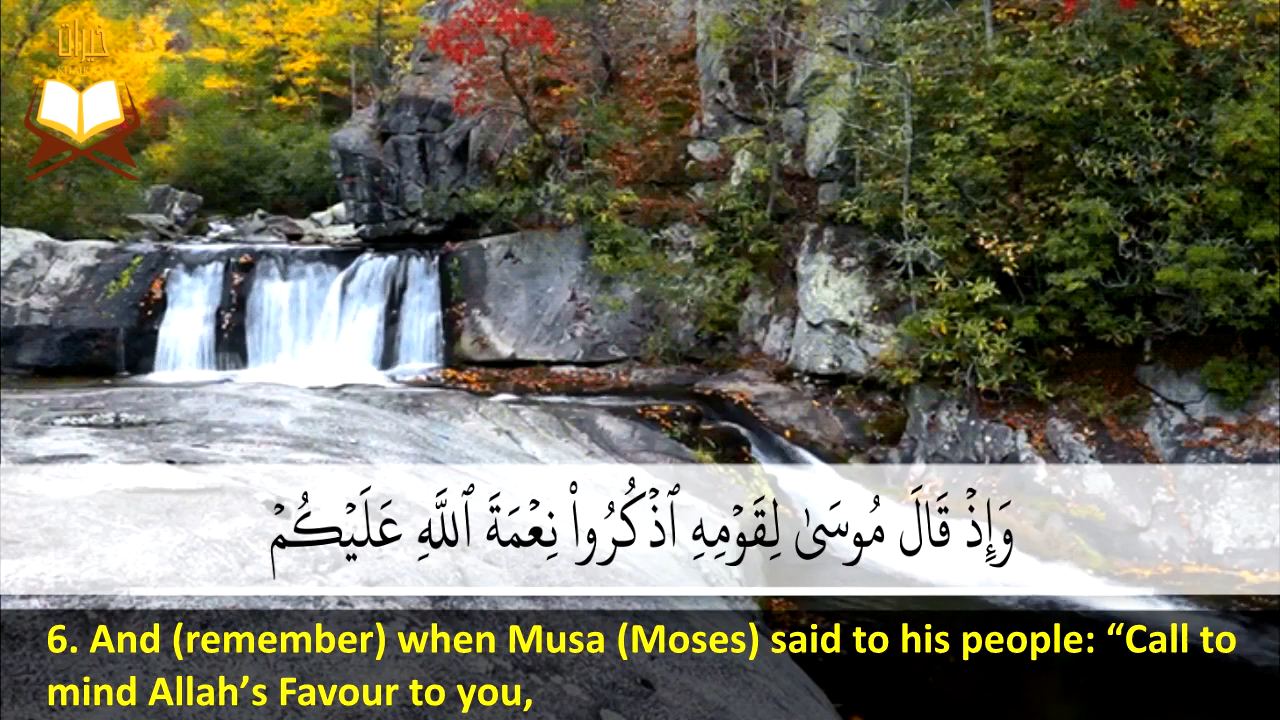 خيرات
وَإِذْ قَالَ مُوسَىٰ لِقَوْمِهِ ٱذْكُرُوا۟ نِعْمَةَ ٱللَّهِ عَلَيْكُمْ
6. And (remember) when Musa (Moses) said to his people: “Call to
mind Allah’s Favour to you,